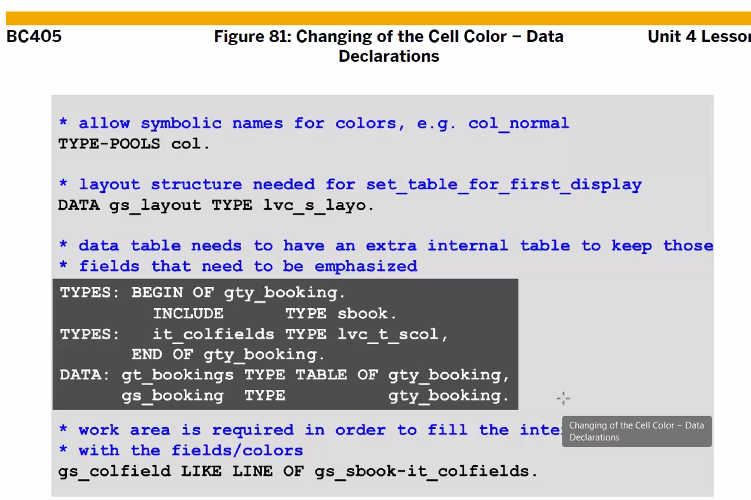 BC405
Figure 81: Changing of the Cell Color – Data
Declarations
Unit 4
* allow symbolic names for colors, e.g. col_normal
TYPE-POOLS col.
* layout structure needed for set_table_for_first_display
DATA gs_layout TYPE lvc_s_layo.
* data table needs to have an extra internal table to keep those
* fields that need to be emphasized
TYPES: BEGIN OF gty_booking.
INCLUDE TYPE sbook.
TYPES: it_colfields TYPE lvc_t_scol,
END OF gty_booking.
DATA: gt_bookings TYPE TABLE OF gty_booking,
gs_booking TYPE gty_booking.
* work area is required in order to fill the
Changing of the Cell Color – Data
Declarations
* with the fields/colors
gs_colfield LIKE LINE OF gs_sbook-it_colfields.